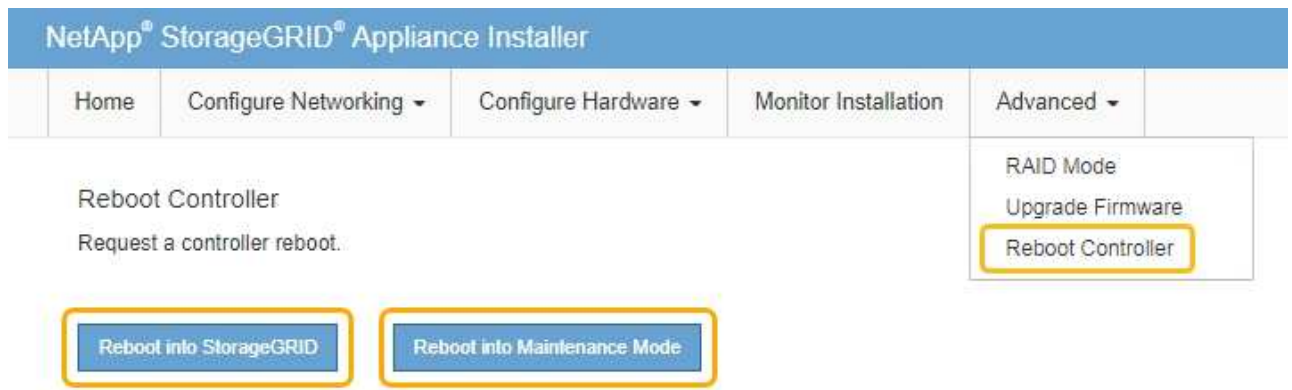 NetApp® StorageGRID® Appliance Installer
Home Configure Networking Configure Hardware Monitor Installation Advanced
RAID Mode
Upgrade Firmware
Reboot Controller
Reboot Controller
Request a controller reboot.
Reboot into StorageGRID Reboot into Maintenance Mode